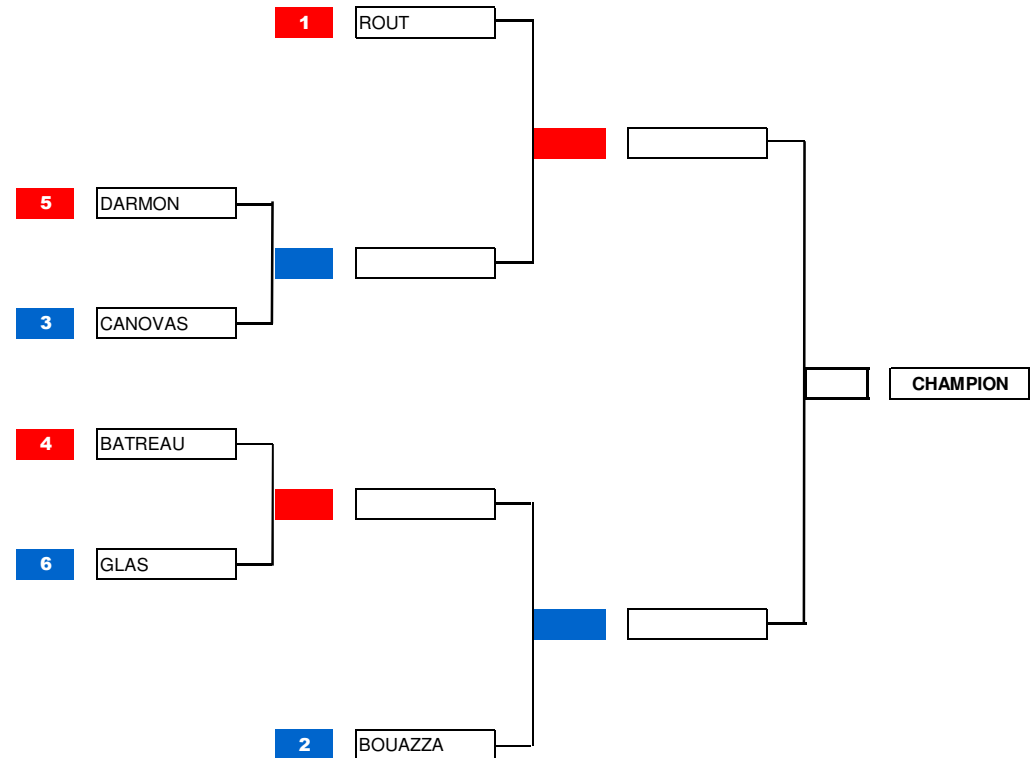 1 ROUT
5 DARMON
3 CANOVAS
CHAMPION
4 BATREAU
6 GLAS
2 BOUAZZA